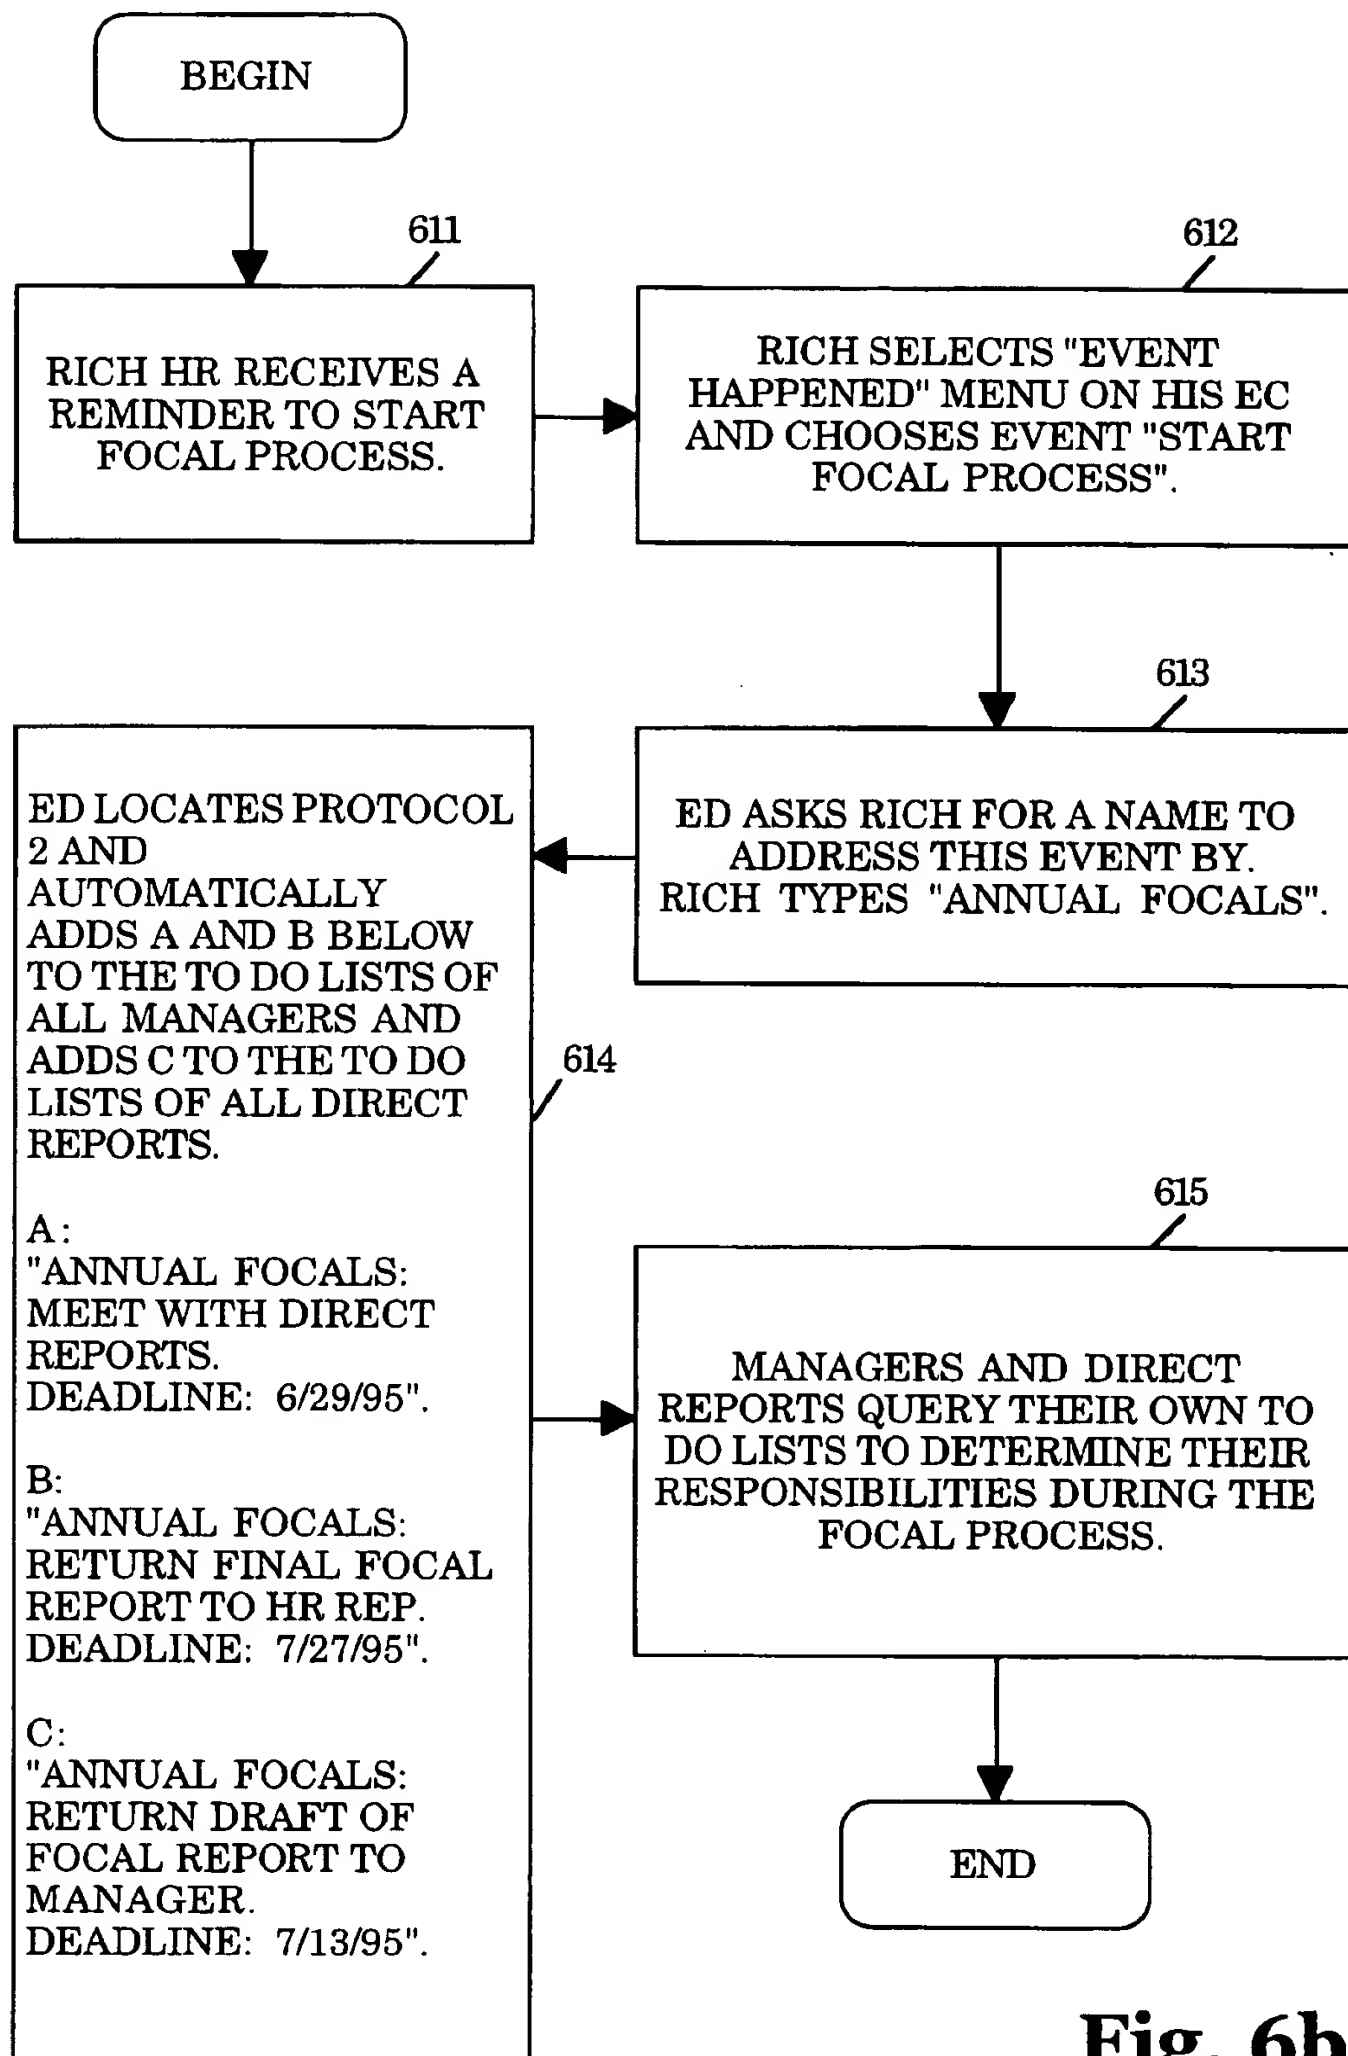 BEGIN
611
RICH HR RECEIVES A
REMINDER TO START
FOCAL PROCESS.
612
RICH SELECTS "EVENT
HAPPENED" MENU ON HIS EC
AND CHOOSES EVENT "START
FOCAL PROCESS".
613
ED ASKS RICH FOR A NAME TO
ADDRESS THIS EVENT BY.
RICH TYPES "ANNUAL FOCALS".
614
ED LOCATES PROTOCOL
2 AND
AUTOMATICALLY
ADDS A AND B BELOW
TO THE TO DO LISTS OF
ALL MANAGERS AND
ADDS C TO THE TO DO
LISTS OF ALL DIRECT
REPORTS.
A:
"ANNUAL FOCALS:
MEET WITH DIRECT
REPORTS.
DEADLINE: 6/29/95".
B:
"ANNUAL FOCALS:
RETURN FINAL FOCAL
REPORT TO HR REP.
DEADLINE: 7/27/95".
C:
"ANNUAL FOCALS:
RETURN DRAFT OF
FOCAL REPORT TO
MANAGER.
DEADLINE: 7/13/95".
615
MANAGERS AND DIRECT
REPORTS QUERY THEIR OWN TO
DO LISTS TO DETERMINE THEIR
RESPONSIBILITIES DURING THE
FOCAL PROCESS.
END
Fig. 6b